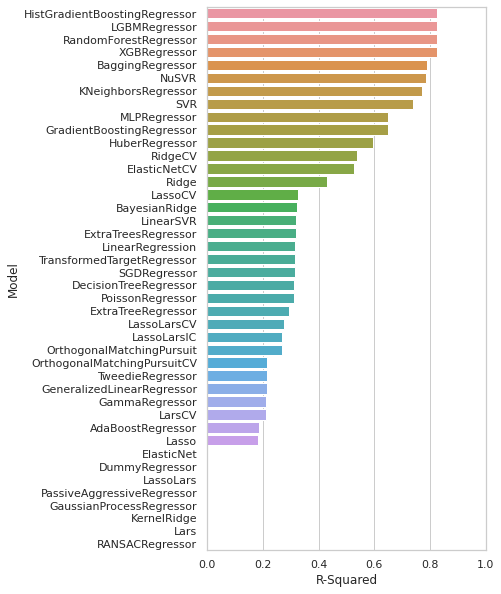 HistGradientBoostingRegressor
LGBMRegressor
RandomForestRegressor
XGBRegressor
BaggingRegressor
NuSVR
KNeighborsRegressor
SVR
MLPRegressor
GradientBoostingRegressor
HuberRegressor
RidgeCV
ElasticNetCV
Ridge
LassoCV
BayesianRidge
LinearSVR
ExtraTreesRegressor
LinearRegression
TransformedTargetRegressor
SGDRegressor
DecisionTreeRegressor
PoissonRegressor
ExtraTreeRegressor
LassoLarsCV
LassoLarsIC
OrthogonalMatchingPursuit
OrthogonalMatchingPursuitCV
TweedieRegressor
GeneralizedLinearRegressor
GammaRegressor
LarsCV
AdaBoostRegressor
Lasso
ElasticNet
DummyRegressor
LassoLars
PassiveAggressiveRegressor
GaussianProcessRegressor
KernelRidge
Lars
RANSACRegressor
Model
0.0 0.2 0.4 0.6 0.8 1.0
R-Squared